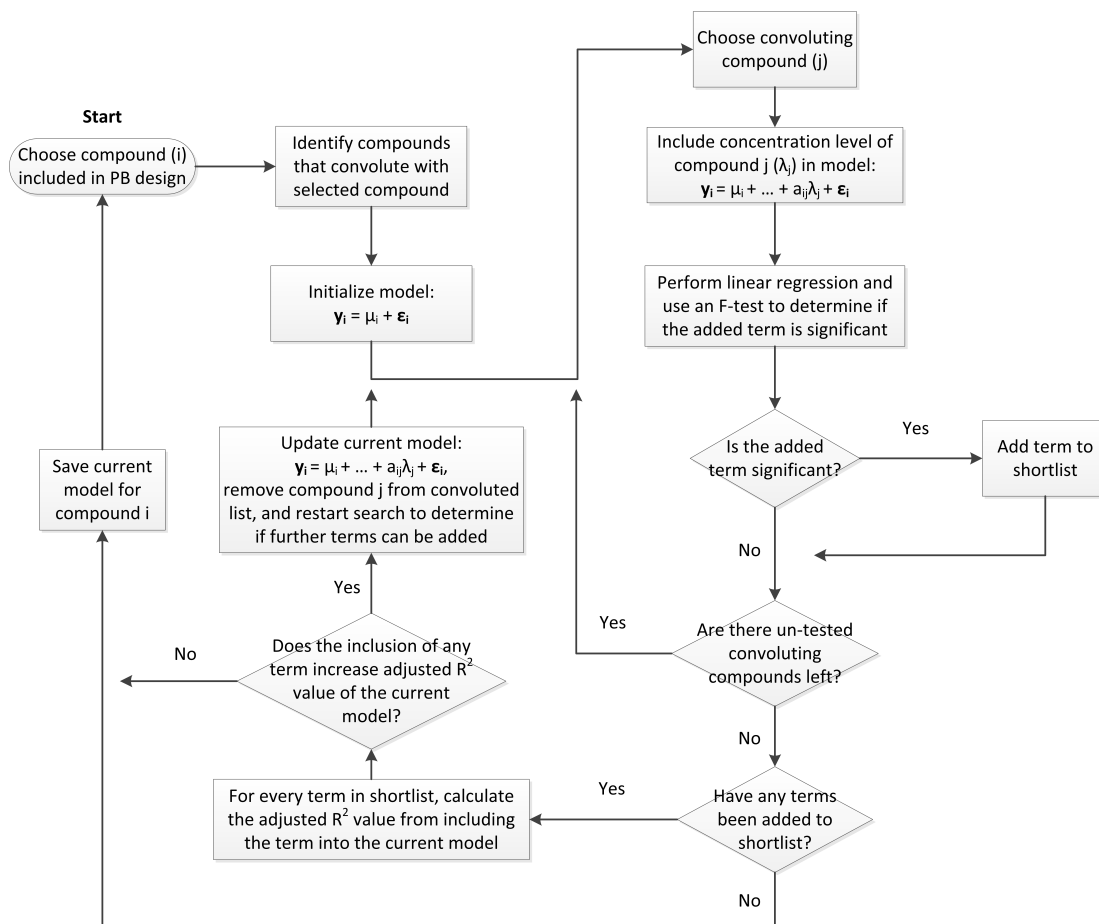 Start
Choose compound (i)
included in PB design
Identify compounds
that convolute with
selected compound
Initialize model:
yᵢ = μᵢ + εᵢ
Choose convoluting
compound (j)
Include concentration level of
compound j (λⱼ) in model:
yᵢ = μᵢ + ... + aᵢⱼλⱼ + εᵢ
Perform linear regression and
use an F-test to determine if
the added term is significant
Is the added
term significant?
Yes
Add term to
shortlist
No
Are there un-tested
convoluting
compounds left?
Yes
No
Have any terms
been added to
shortlist?
Yes
No
For every term in shortlist, calculate
the adjusted R² value from including
the term into the current model
Does the inclusion of any
term increase adjusted R²
value of the current
model?
Yes
No
Update current model:
yᵢ = μᵢ + ... + aᵢⱼλⱼ + εᵢ,
remove compound j from convoluted
list, and restart search to determine
if further terms can be added
Save current
model for
compound i